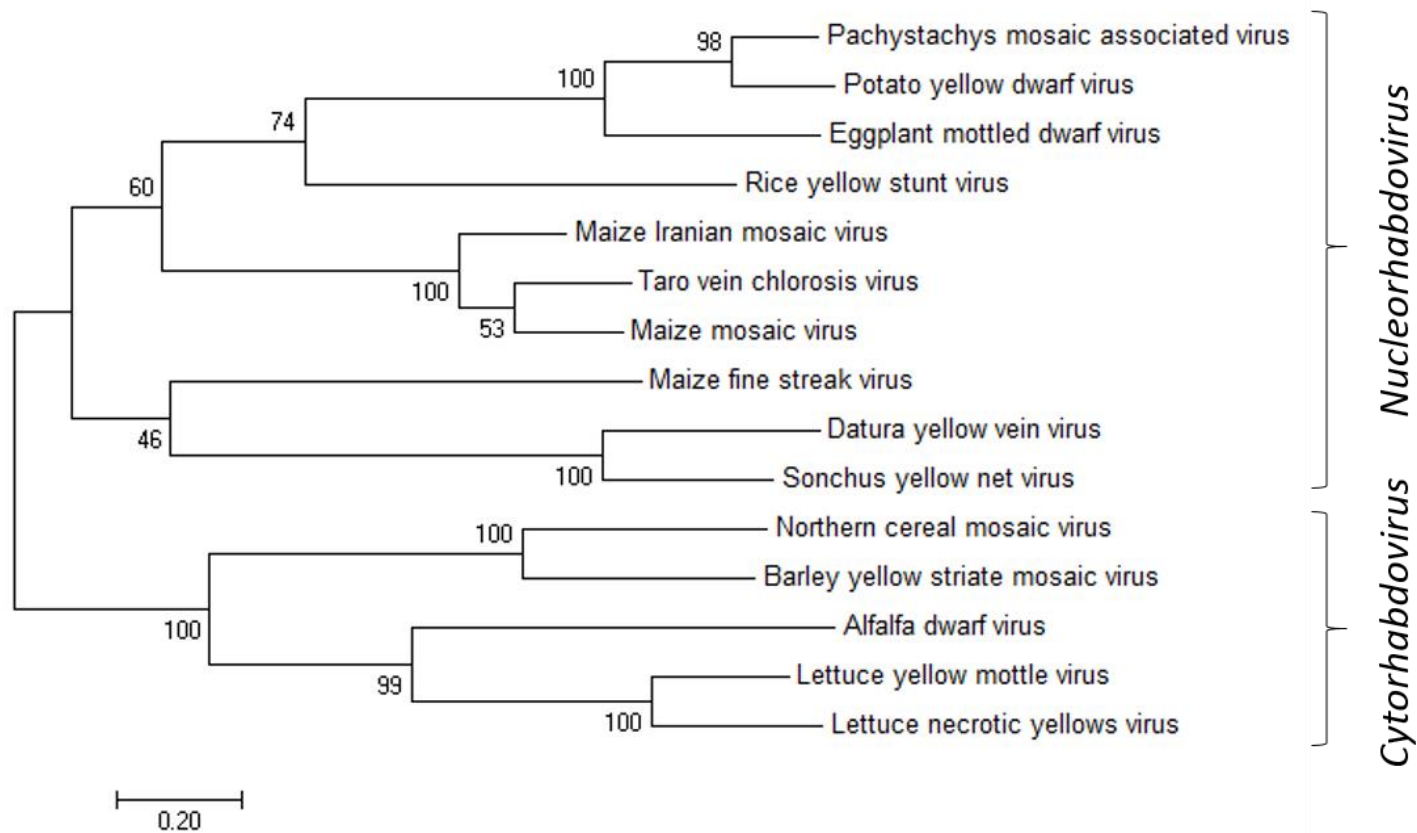 98
Pachystachys mosaic associated virus
100
Potato yellow dwarf virus
74
Eggplant mottled dwarf virus
60
Rice yellow stunt virus
Maize Iranian mosaic virus
100
Taro vein chlorosis virus
53
Maize mosaic virus
Maize fine streak virus
46
Datura yellow vein virus
100
Sonchus yellow net virus
Nucleorhabdovirus
100
Northern cereal mosaic virus
Barley yellow striate mosaic virus
100
Alfalfa dwarf virus
99
Lettuce yellow mottle virus
100
Lettuce necrotic yellows virus
Cytorhabdovirus
0.20